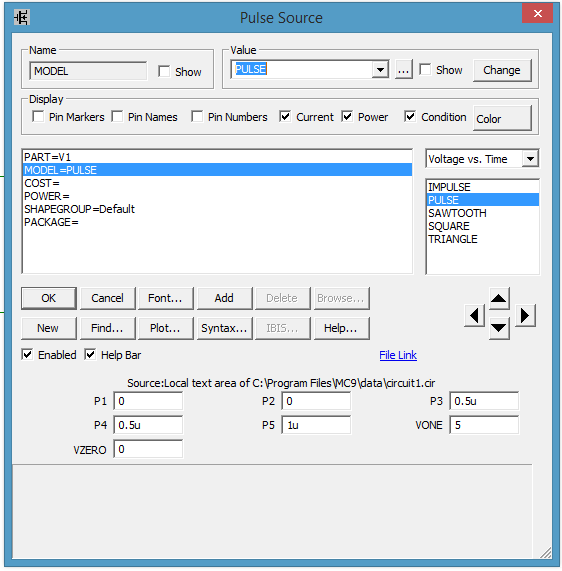 Pulse Source
Name
MODEL Show
Value
PULSE ... Show Change
Display
Pin Markers Pin Names Pin Numbers Current Power Condition Color
PART=V1
MODEL=PULSE
COST=
POWER=
SHAPEGROUP=Default
PACKAGE=
Voltage vs. Time
IMPULSE
PULSE
SAWTOOTH
SQUARE
TRIANGLE
OK Cancel Font... Add Delete Browse...
New Find... Plot... Syntax... IBIS... Help...
Enabled Help Bar File Link
Source:Local text area of C:\Program Files\MC9\data\circuit1.cir
P1 0 P2 0 P3 0.5u
P4 0.5u P5 1u VONE 5
VZERO 0